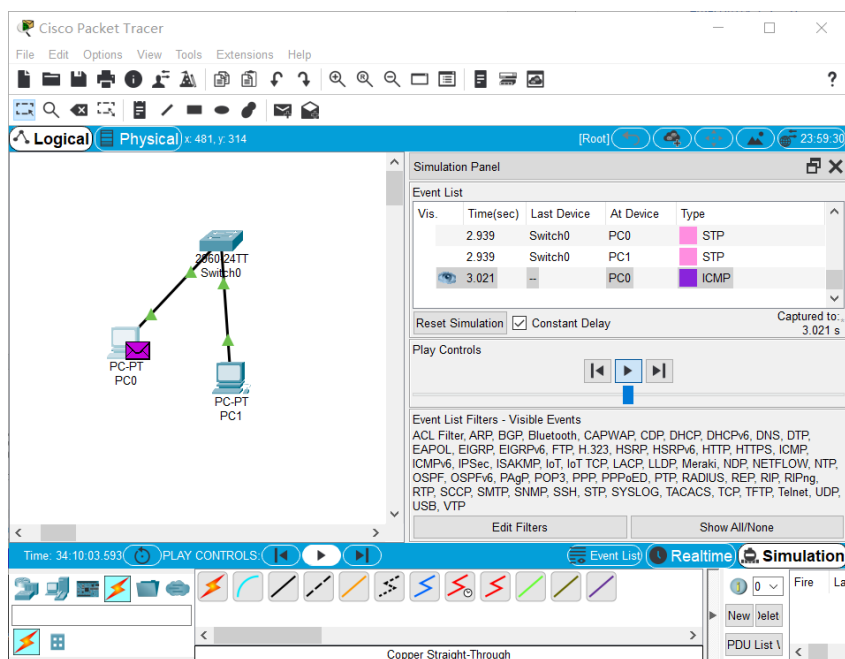 Cisco Packet Tracer
File Edit Options View Tools Extensions Help
?
Logical Physical x: 481, y: 314 [Root] 23:59:30
Simulation Panel
Event List
Vis. Time(sec) Last Device At Device Type
2.939 Switch0 PC0 STP
2.939 Switch0 PC1 STP
3.021 -- PC0 ICMP
Reset Simulation Constant Delay Captured to:
3.021 s
Play Controls
Event List Filters - Visible Events
ACL Filter, ARP, BGP, Bluetooth, CAPWAP, CDP, DHCP, DHCPv6, DNS, DTP,
EAPOL, EIGRP, EIGRPv6, FTP, H.323, HSRP, HSRPv6, HTTP, HTTPS, ICMP,
ICMPv6, IPSec, ISAKMP, IoT, IoT TCP, LACP, LLDP, Meraki, NDP, NETFLOW, NTP,
OSPF, OSPFv6, PAgP, POP3, PPP, PPPoED, PTP, RADIUS, REP, RIP, RIPng,
RTP, SCCP, SMTP, SNMP, SSH, STP, SYSLOG, TACACS, TCP, TFTP, Telnet, UDP,
USB, VTP
Edit Filters Show All/None
2960-24TT
Switch0
PC-PT
PC0
PC-PT
PC1
Time: 34:10:03.593 PLAY CONTROLS: Event List Realtime Simulation
0 Fire La
New Delet
PDU List
Copper Straight-Through